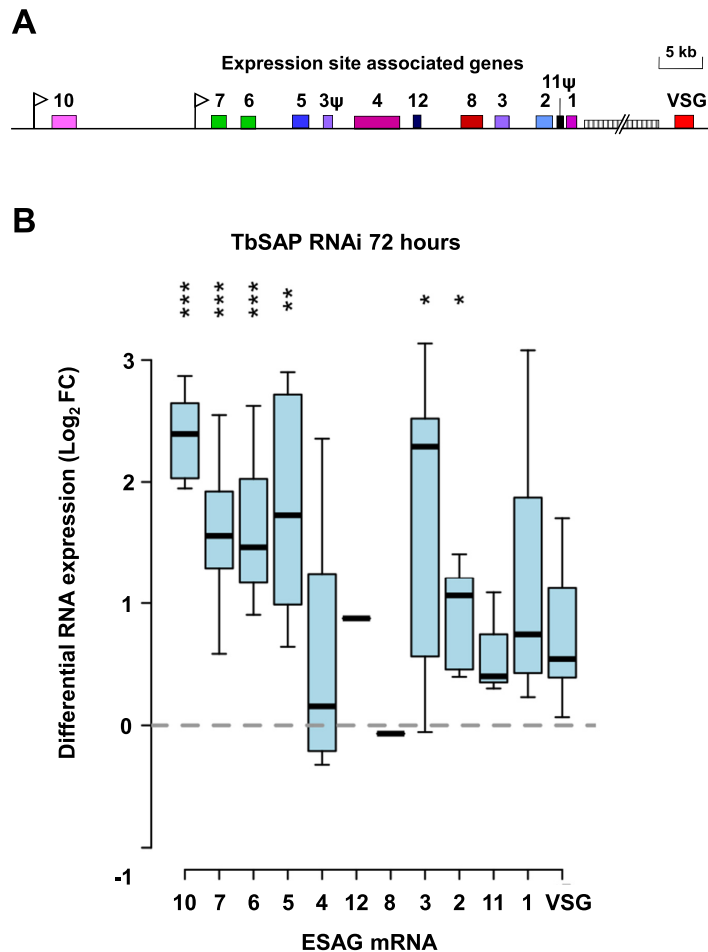 A
Expression site associated genes
5 kb
10 7 6 5 3ψ 4 12 8 3 2 11ψ 1 VSG
B
TbSAP RNAi 72 hours
*** *** *** ** * *
Differential RNA expression (Log2 FC)
3
2
1
0
-1
10 7 6 5 4 12 8 3 2 11 1 VSG
ESAG mRNA